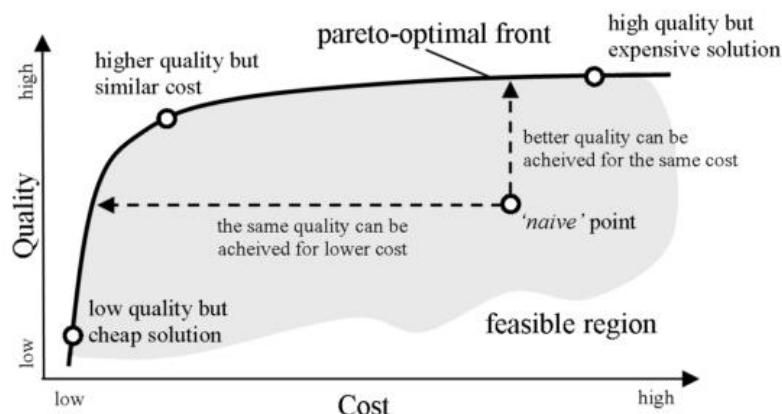 pareto-optimal front
high quality but
expensive solution
higher quality but
similar cost
high
better quality can be
acheived for the same cost
Quality
the same quality can be
acheived for lower cost
'naive' point
low quality but
cheap solution
feasible region
low
low
Cost
high